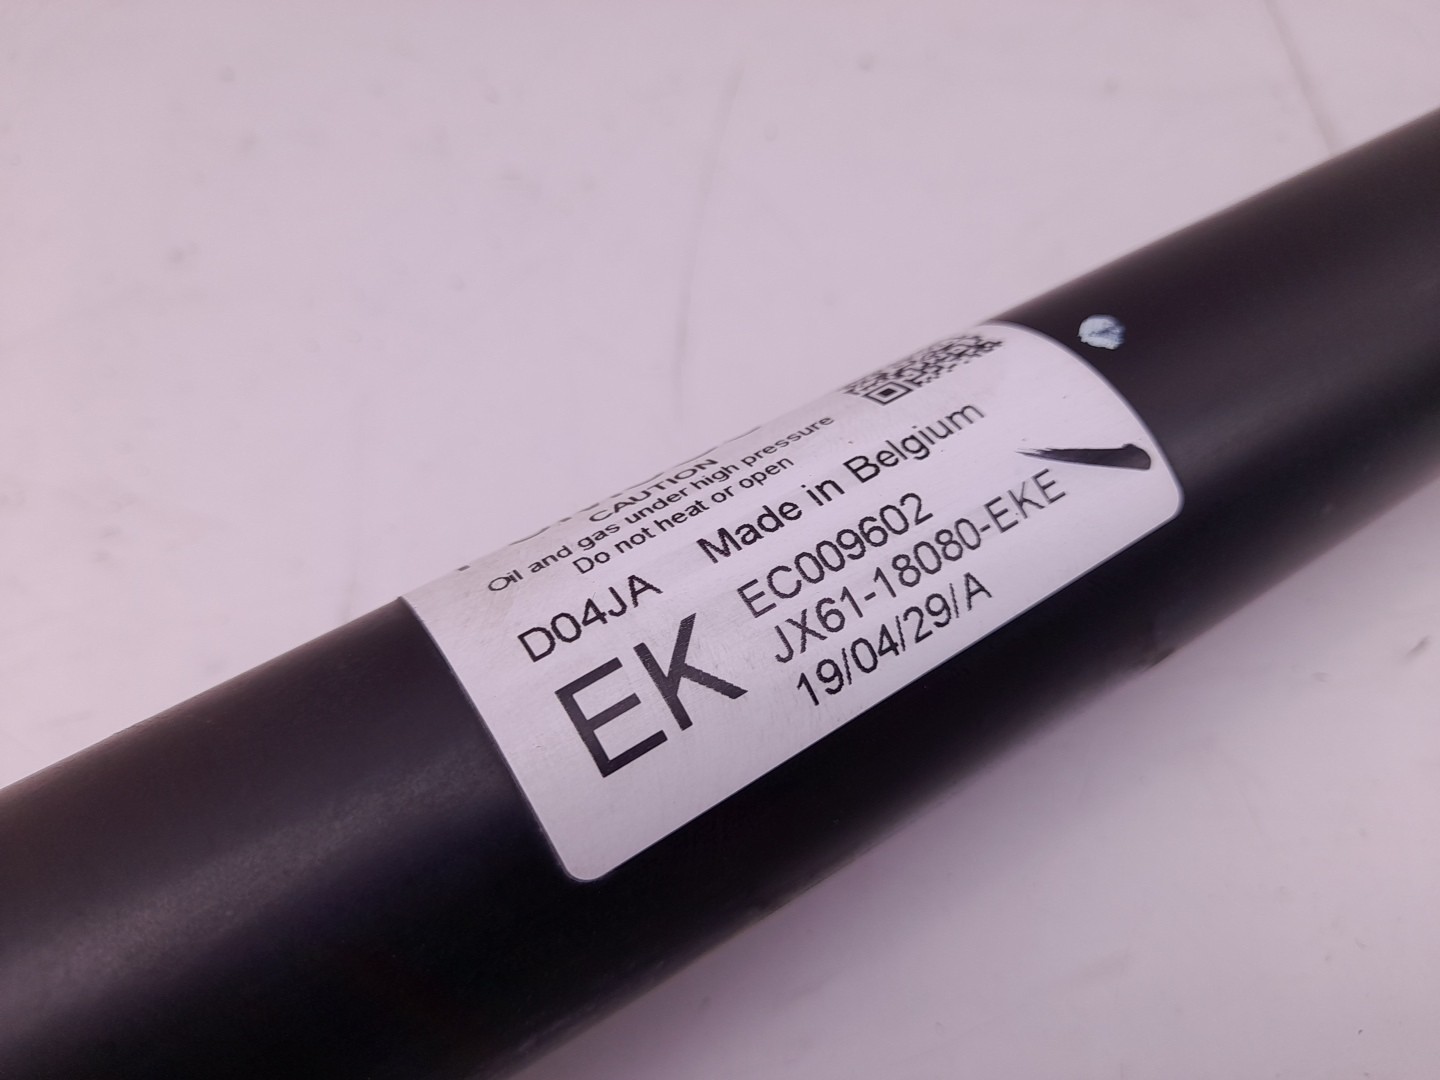 CAUTION
Oil and gas under high pressure
Do not heat or open
D04JA Made in Belgium
EK
EC009602
JX61-18080-EKE
19/04/29/A